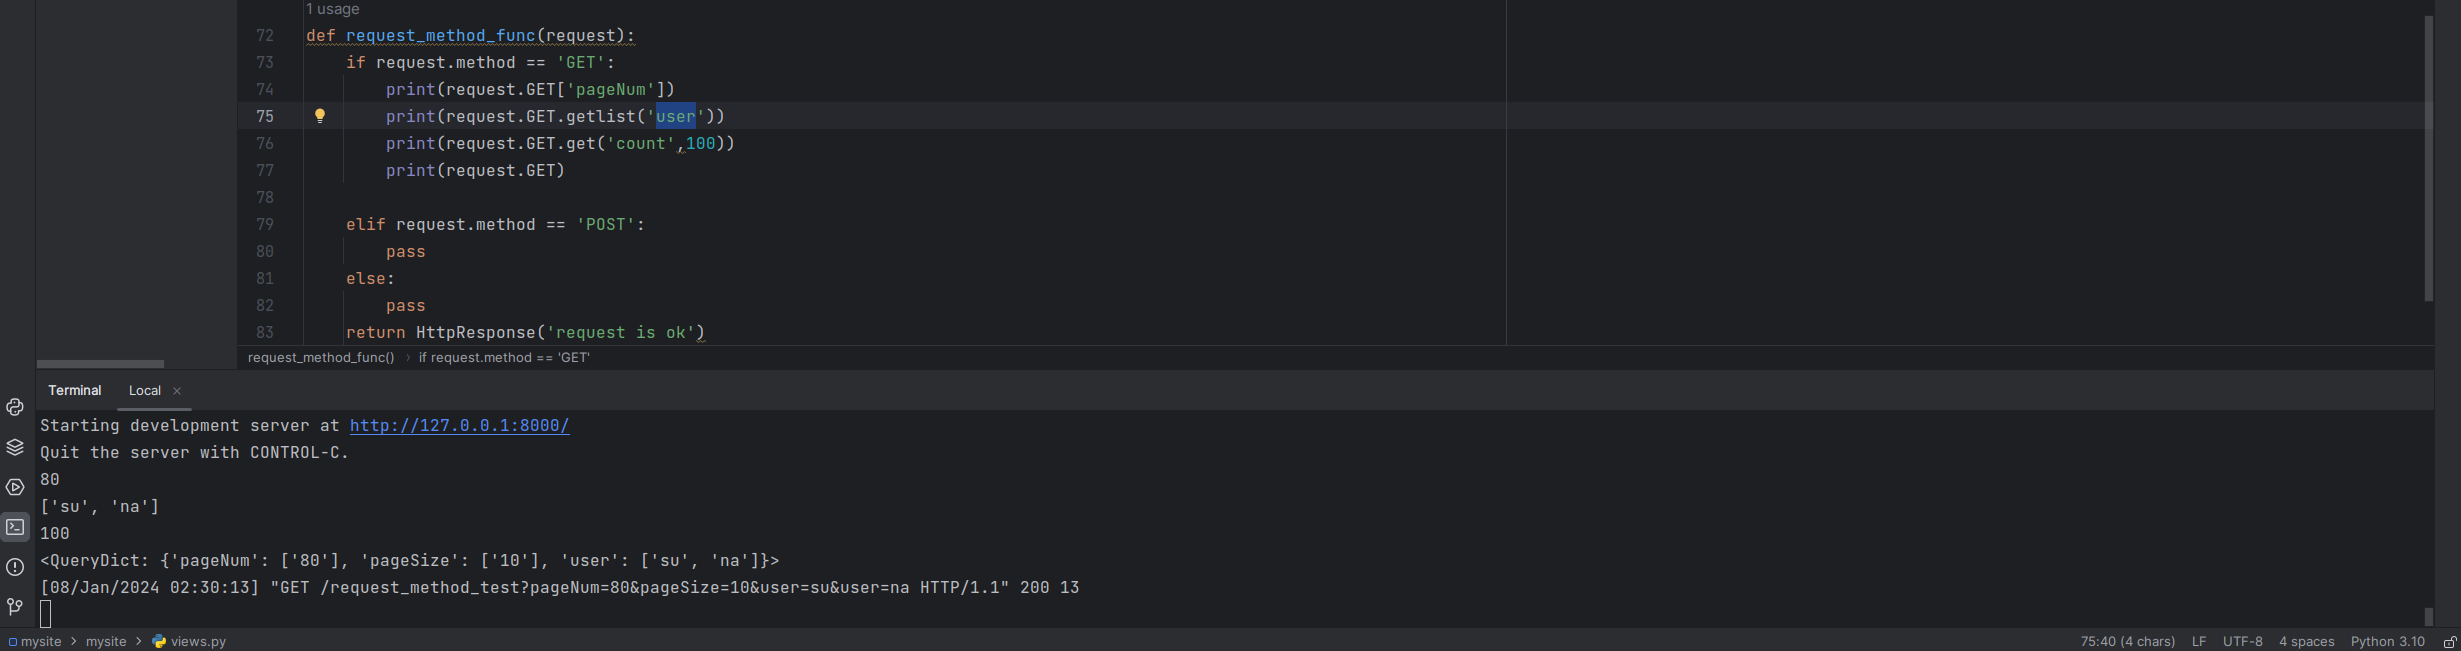 1 usage
72 def request_method_func(request):
73 if request.method == 'GET':
74 print(request.GET['pageNum'])
75 print(request.GET.getlist('user'))
76 print(request.GET.get('count',100))
77 print(request.GET)
78
79 elif request.method == 'POST':
80 pass
81 else:
82 pass
83 return HttpResponse('request is ok')
request_method_func() › if request.method == 'GET'
Terminal Local ×
Starting development server at http://127.0.0.1:8000/
Quit the server with CONTROL-C.
80
['su', 'na']
100
<QueryDict: {'pageNum': ['80'], 'pageSize': ['10'], 'user': ['su', 'na']}>
[08/Jan/2024 02:30:13] "GET /request_method_test?pageNum=80&pageSize=10&user=su&user=na HTTP/1.1" 200 13
mysite > mysite > views.py 75:40 (4 chars) LF UTF-8 4 spaces Python 3.10